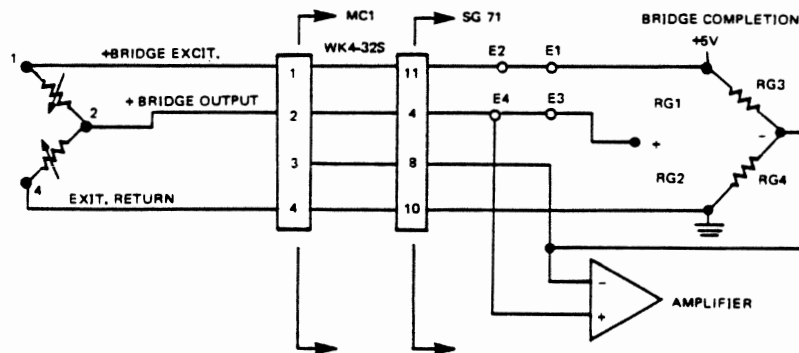 MC1
SG 71
BRIDGE COMPLETION
+5V
+BRIDGE EXCIT.
WK4-32S
E2
E1
1
1
11
RG3
+ BRIDGE OUTPUT
E4
E3
RG1
2
2
4
-
+
3
8
RG2
RG4
4
EXIT. RETURN
4
10
-
+
AMPLIFIER